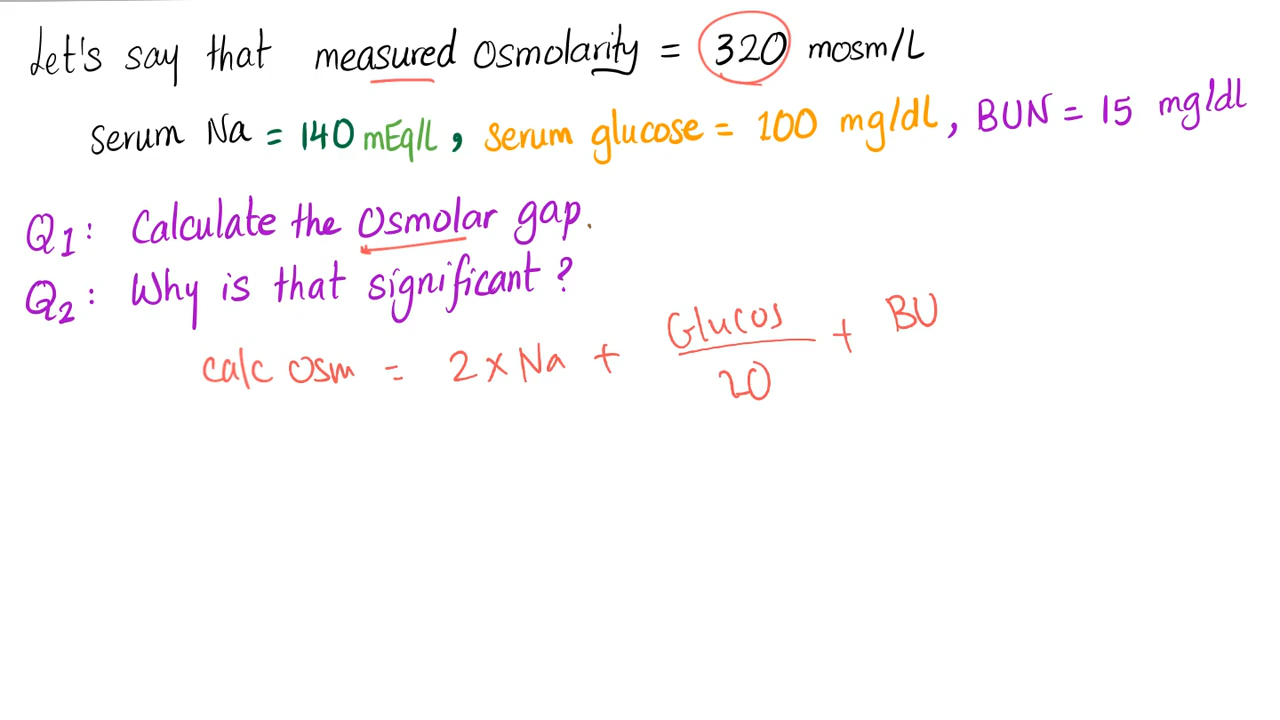 Let's say that measured Osmolarity = 320 mosm/L
Serum Na = 140 mEq/L, serum glucose = 100 mg/dL, BUN = 15 mg/dl
Q1: Calculate the Osmolar gap.
Q2: Why is that significant?
calc Osm = 2 x Na + Glucos / 20 + BU